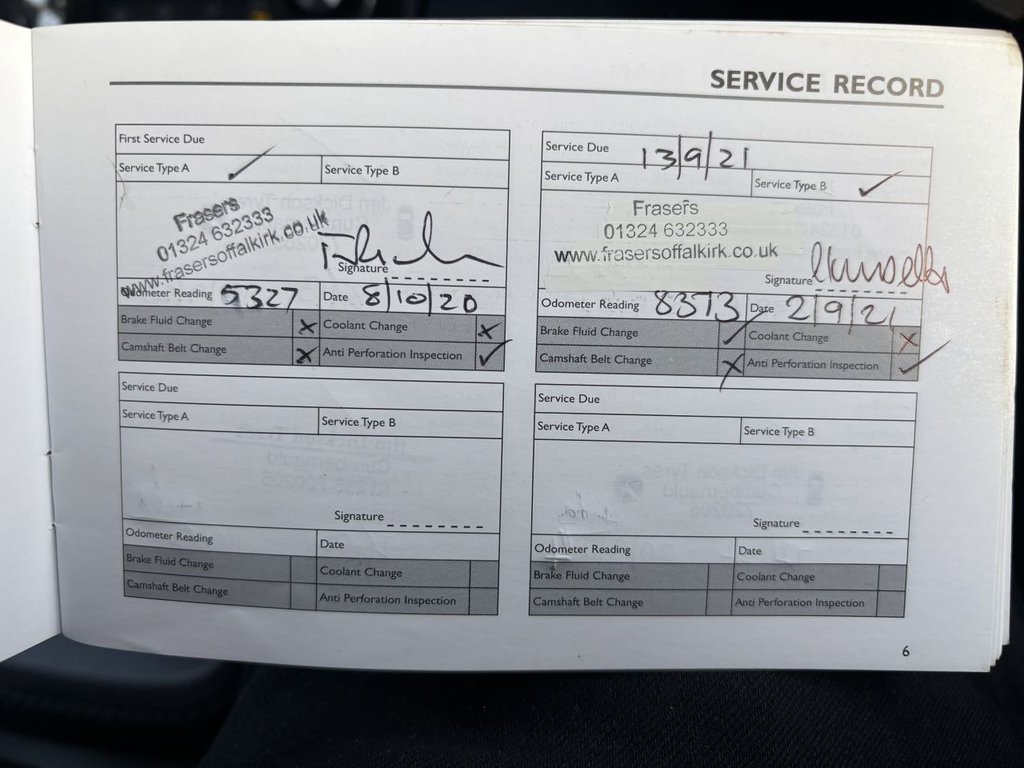 SERVICE RECORD
First Service Due
Service Type A ✓ Service Type B
Frasers
01324 632333
www.frasersoffalkirk.co.uk
Signature
Odometer Reading 5327 Date 8/10/20
Brake Fluid Change X Coolant Change X
Camshaft Belt Change X Anti Perforation Inspection ✓
Service Due 13/9/21
Service Type A Service Type B ✓
Frasers
01324 632333
www.frasersoffalkirk.co.uk
Signature
Odometer Reading 8373 Date 2/9/21
Brake Fluid Change ✓ Coolant Change X
Camshaft Belt Change X Anti Perforation Inspection ✓
Service Due
Service Type A Service Type B
Signature
Odometer Reading Date
Brake Fluid Change Coolant Change
Camshaft Belt Change Anti Perforation Inspection
Service Due
Service Type A Service Type B
Signature
Odometer Reading Date
Brake Fluid Change Coolant Change
Camshaft Belt Change Anti Perforation Inspection
6